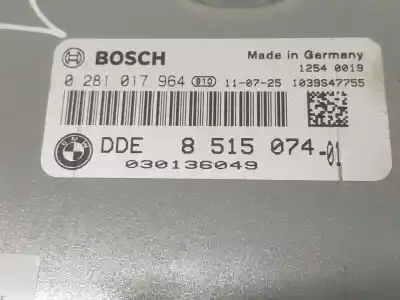 BOSCH
Made in Germany
1254 0019
0 281 017 964 810 11-07-25 1039S47755
DDE 8 515 074-01
030136049